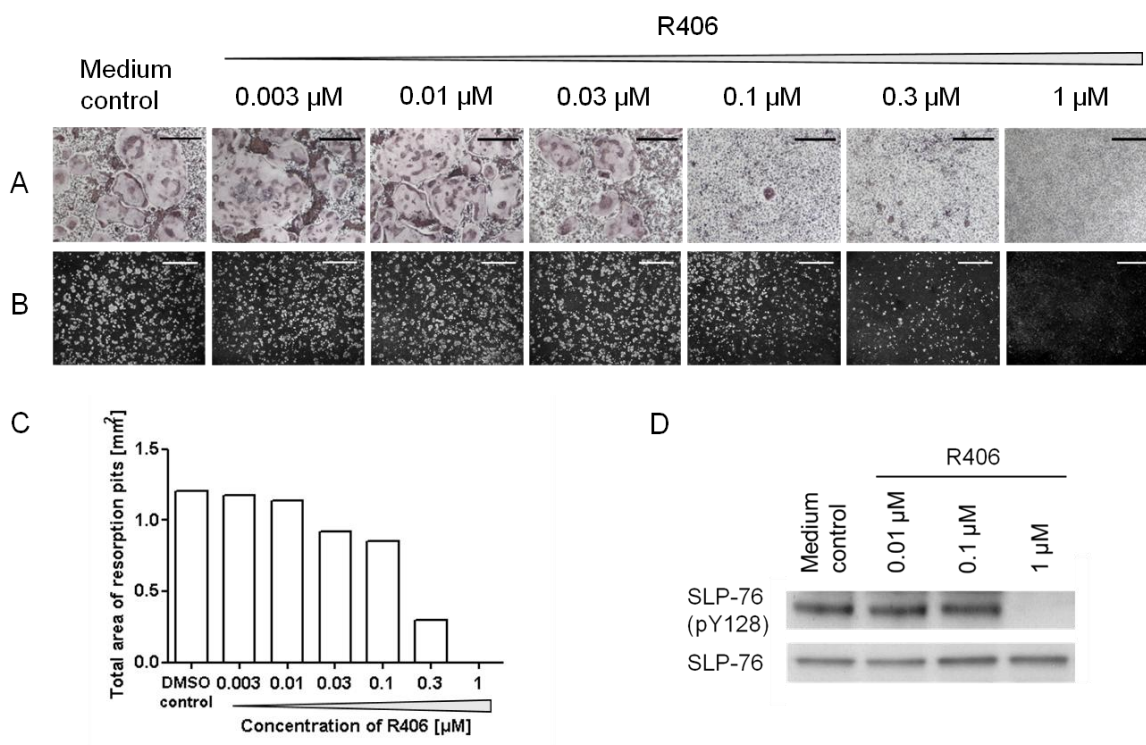 R406
Medium
control
0.003 µM
0.01 µM
0.03 µM
0.1 µM
0.3 µM
1 µM
A
B
C
Total area of resorption pits [mm²]
1.5
1.0
0.5
0.0
DMSO
control
0.003
0.01
0.03
0.1
0.3
1
Concentration of R406 [µM]
D
R406
Medium
control
0.01 µM
0.1 µM
1 µM
SLP-76
(pY128)
SLP-76